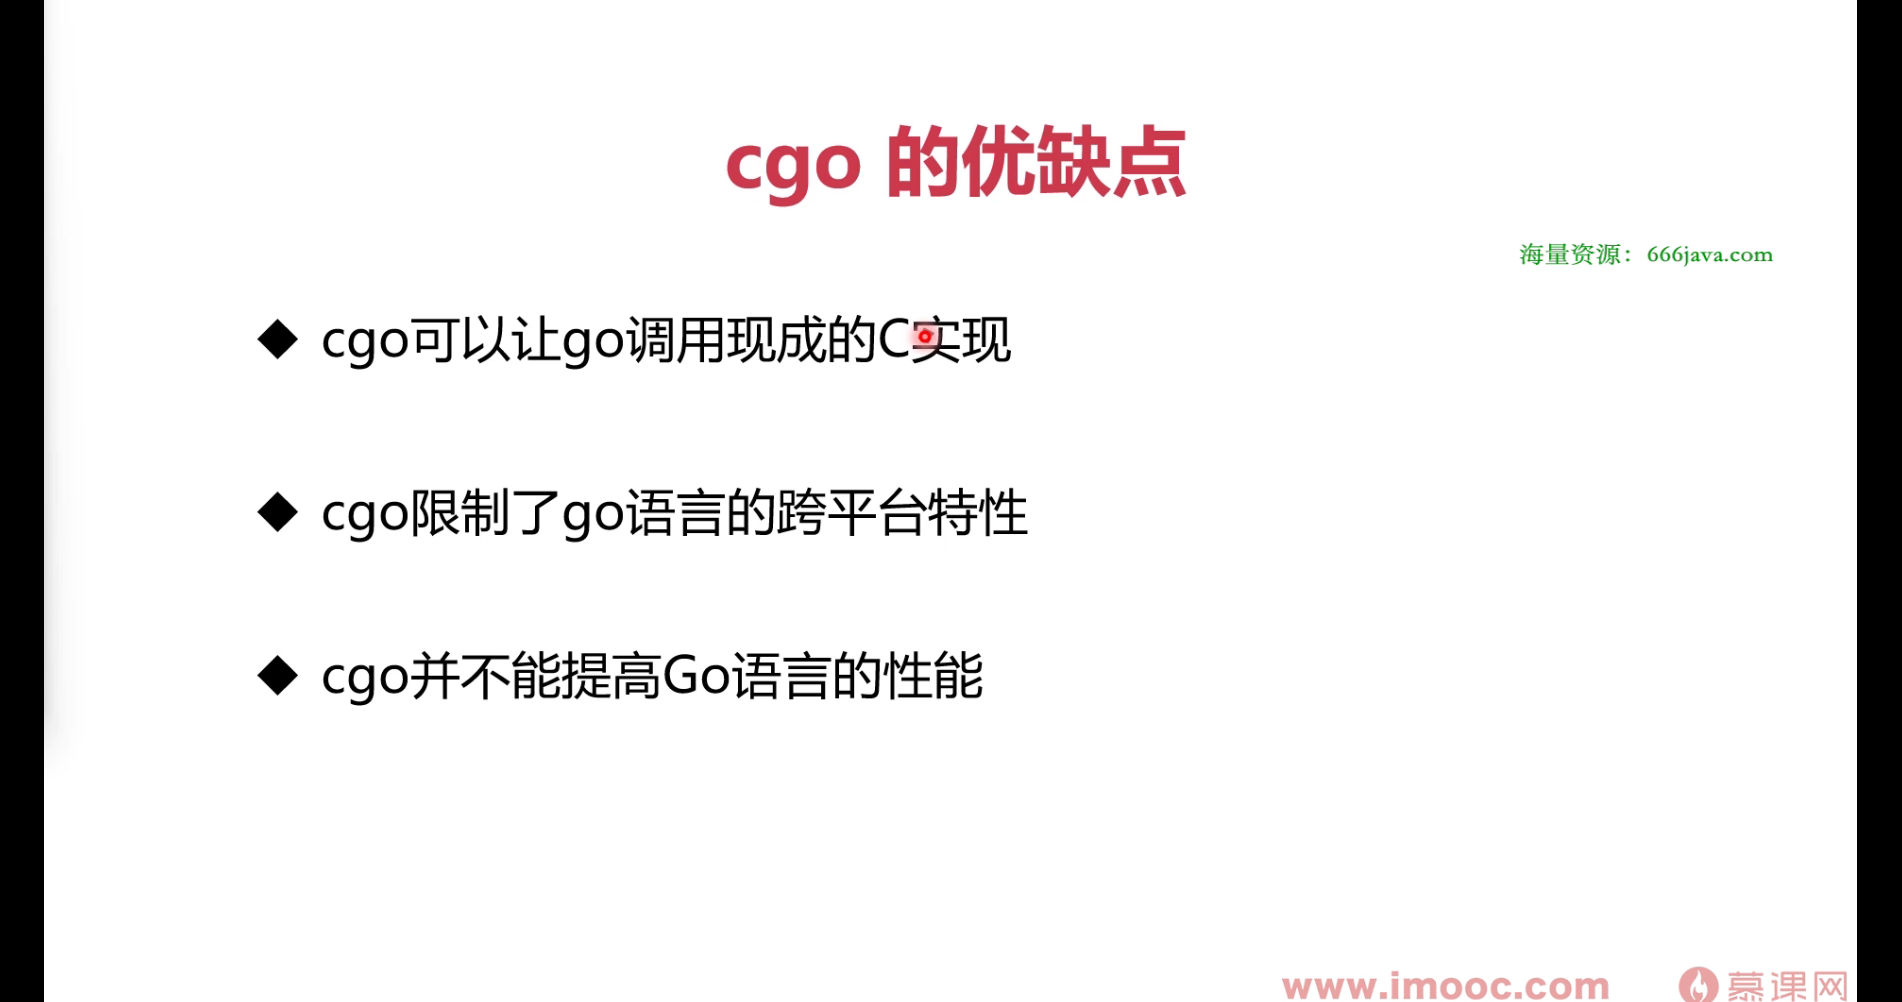 cgo 的优缺点
海量资源：666java.com
◆ cgo可以让go调用现成的C实现
◆ cgo限制了go语言的跨平台特性
◆ cgo并不能提高Go语言的性能
www.imooc.com 慕课网